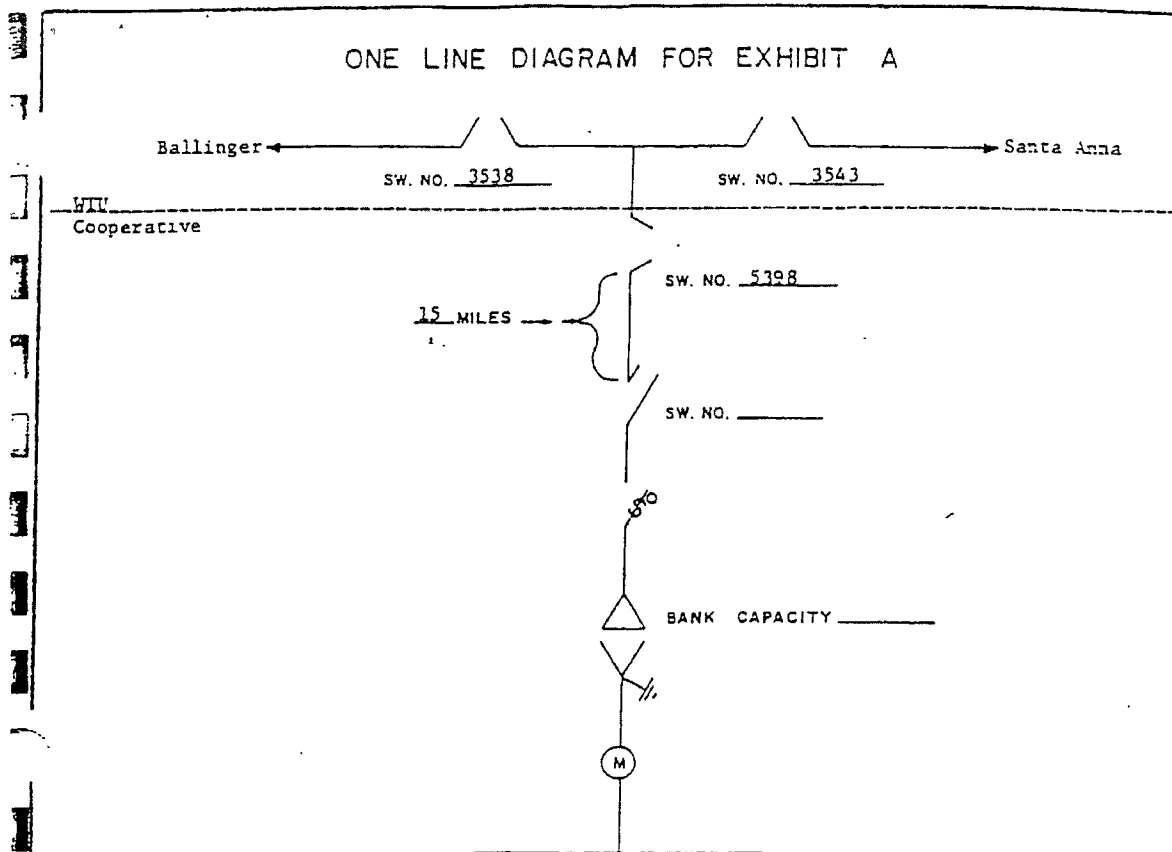 ONE LINE DIAGRAM FOR EXHIBIT A
Ballinger Santa Anna
SW. NO. 3538 SW. NO. 3543
WTU
Cooperative
SW. NO. 5398
15 MILES
SW. NO.
BANK CAPACITY
M